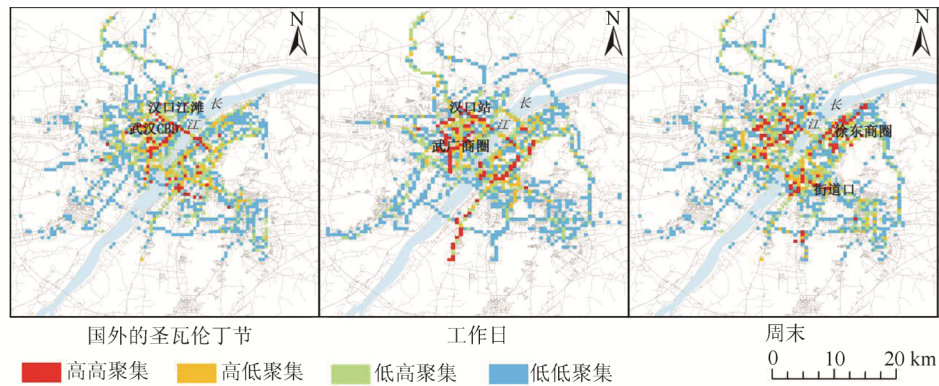 N
汉口江滩
长
武汉CBD
江
N
汉口站
长
江
武广商圈
N
长
江
徐东商圈
街道口
国外的圣瓦伦丁节
工作日
周末
高高聚集
高低聚集
低高聚集
低低聚集
0 10 20 km